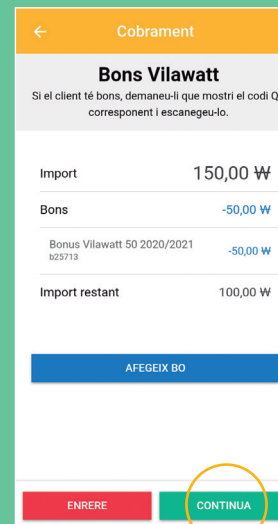 Cobrament
Bons Vilawatt
Si el client té bons, demaneu-li que mostri el codi Q
corresponent i escanegeu-lo.
Import 150,00 ₩
Bons -50,00 ₩
Bonus Vilawatt 50 2020/2021 -50,00 ₩
b25713
Import restant 100,00 ₩
AFEGEIX BO
ENRERE CONTINUA